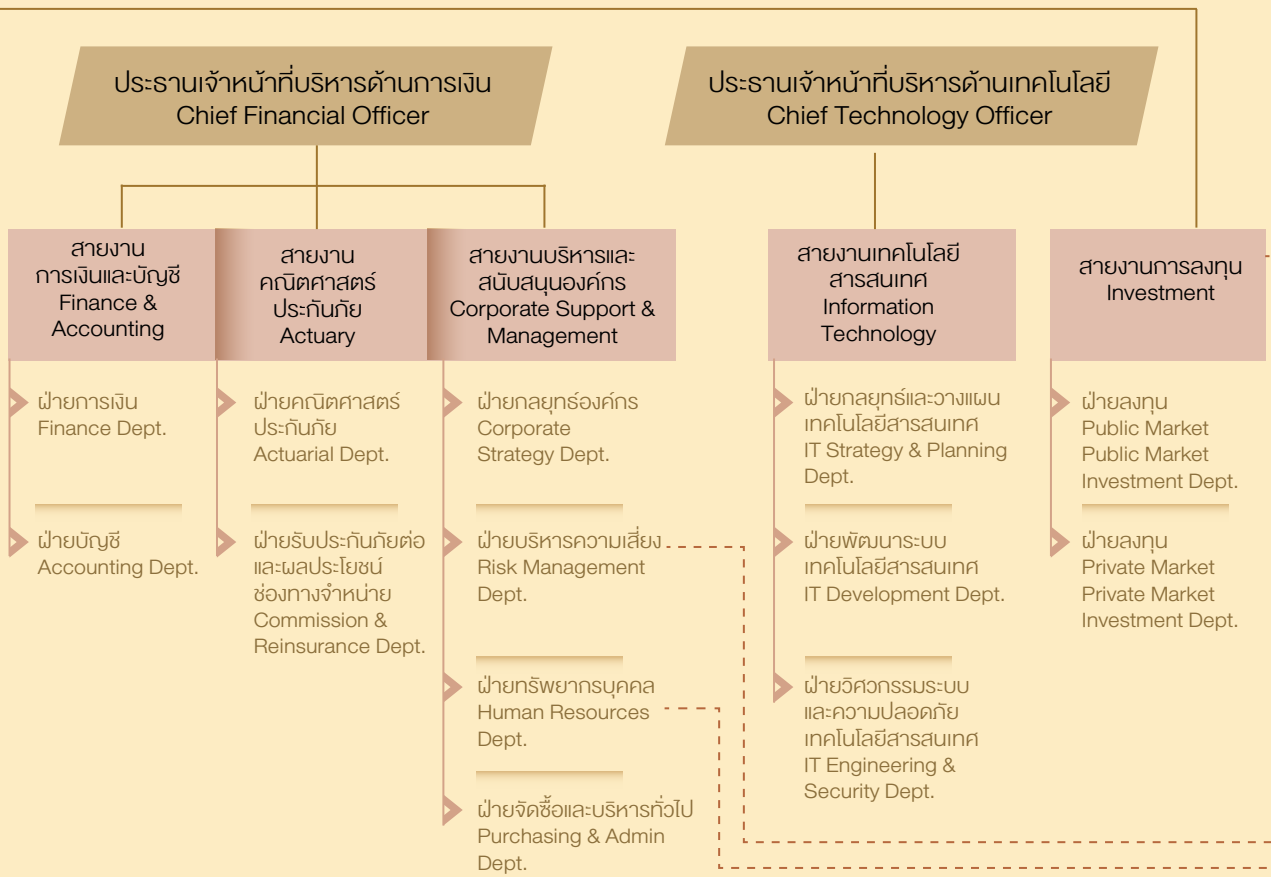 ประธานเจ้าหน้าที่บริหารด้านการเงิน
Chief Financial Officer
ประธานเจ้าหน้าที่บริหารด้านเทคโนโลยี
Chief Technology Officer
สายงาน
การเงินและบัญชี
Finance &
Accounting
สายงาน
คณิตศาสตร์
ประกันภัย
Actuary
สายงานบริหารและ
สนับสนุนองค์กร
Corporate Support &
Management
สายงานเทคโนโลยี
สารสนเทศ
Information
Technology
สายงานการลงทุน
Investment
ฝ่ายการเงิน
Finance Dept.
ฝ่ายบัญชี
Accounting Dept.
ฝ่ายคณิตศาสตร์
ประกันภัย
Actuarial Dept.
ฝ่ายรับประกันภัยต่อ
และผลประโยชน์
ช่องทางจำหน่าย
Commission &
Reinsurance Dept.
ฝ่ายกลยุทธ์องค์กร
Corporate
Strategy Dept.
ฝ่ายบริหารความเสี่ยง
Risk Management
Dept.
ฝ่ายทรัพยากรบุคคล
Human Resources
Dept.
ฝ่ายจัดซื้อและบริหารทั่วไป
Purchasing & Admin
Dept.
ฝ่ายกลยุทธ์และวางแผน
เทคโนโลยีสารสนเทศ
IT Strategy & Planning
Dept.
ฝ่ายพัฒนาระบบ
เทคโนโลยีสารสนเทศ
IT Development Dept.
ฝ่ายวิศวกรรมระบบ
และความปลอดภัย
เทคโนโลยีสารสนเทศ
IT Engineering &
Security Dept.
ฝ่ายลงทุน
Public Market
Public Market
Investment Dept.
ฝ่ายลงทุน
Private Market
Private Market
Investment Dept.